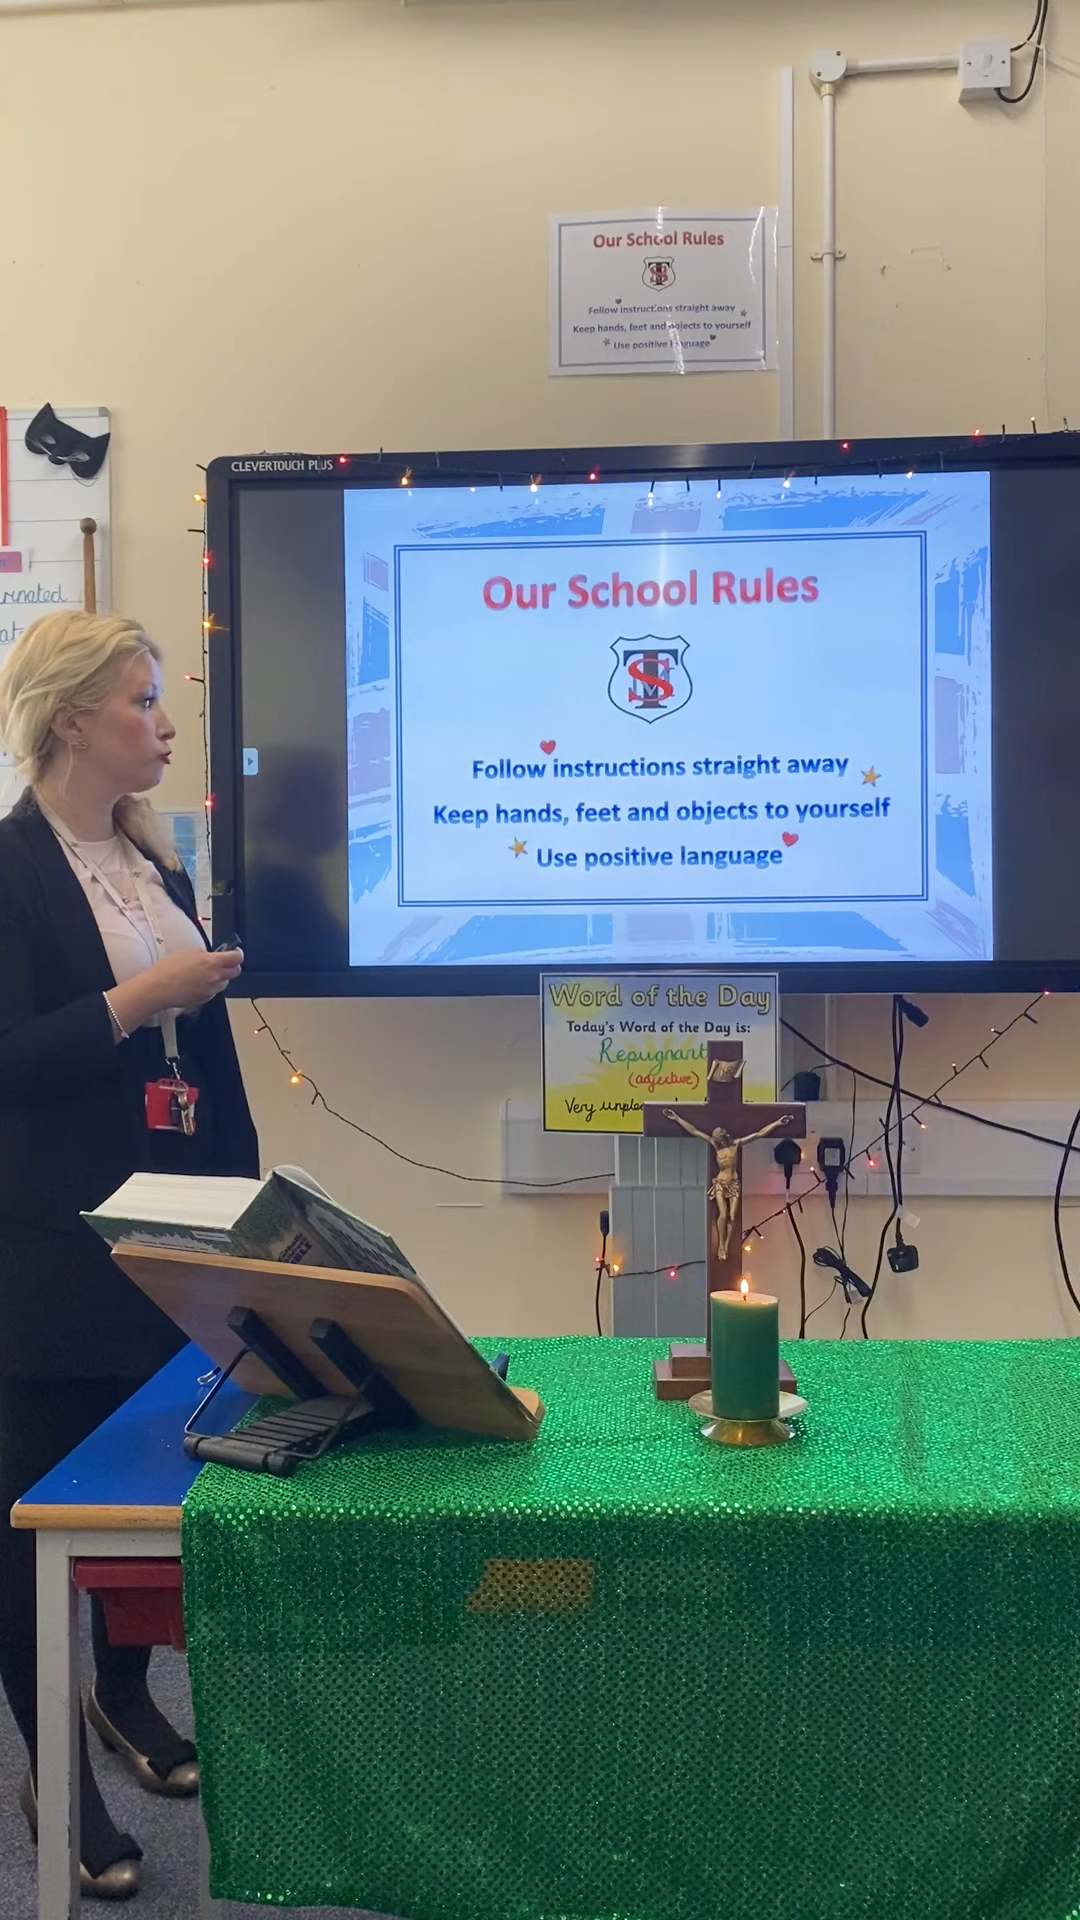 Our School Rules
Follow instructions straight away
Keep hands, feet and objects to yourself
Use positive language
CLEVERTOUCH PLUS
Our School Rules
Follow instructions straight away
Keep hands, feet and objects to yourself
Use positive language
Word of the Day
Today's Word of the Day is:
Repugnant
(adjective)
Very